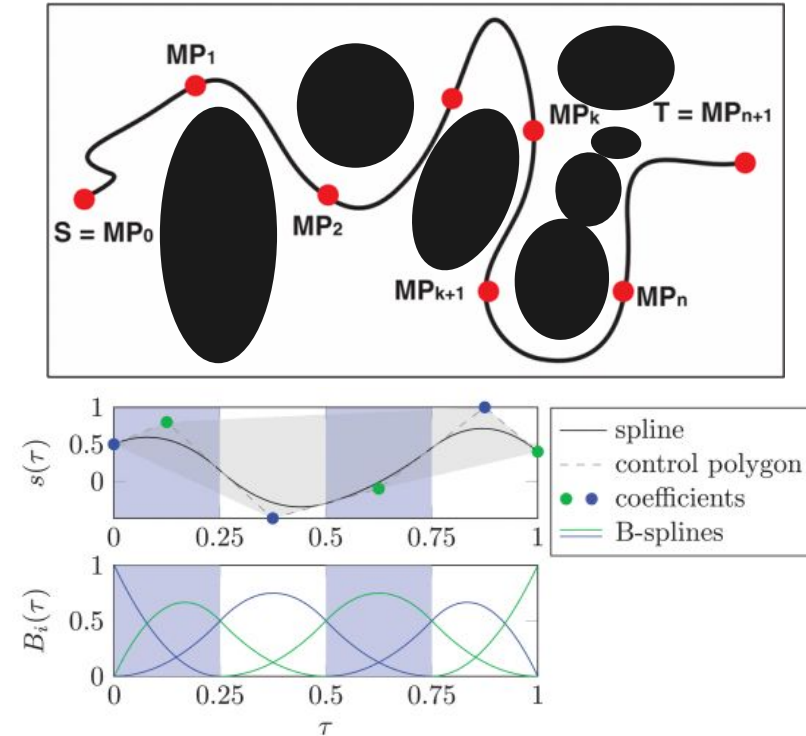 MP1
MPk
T = MPn+1
S = MP0
MP2
MPk+1
MPn
1
0.5
0
s(τ)
0 0.25 0.5 0.75 1
spline
control polygon
coefficients
B-splines
1
0.5
0
Bi(τ)
0 0.25 0.5 0.75 1
τ